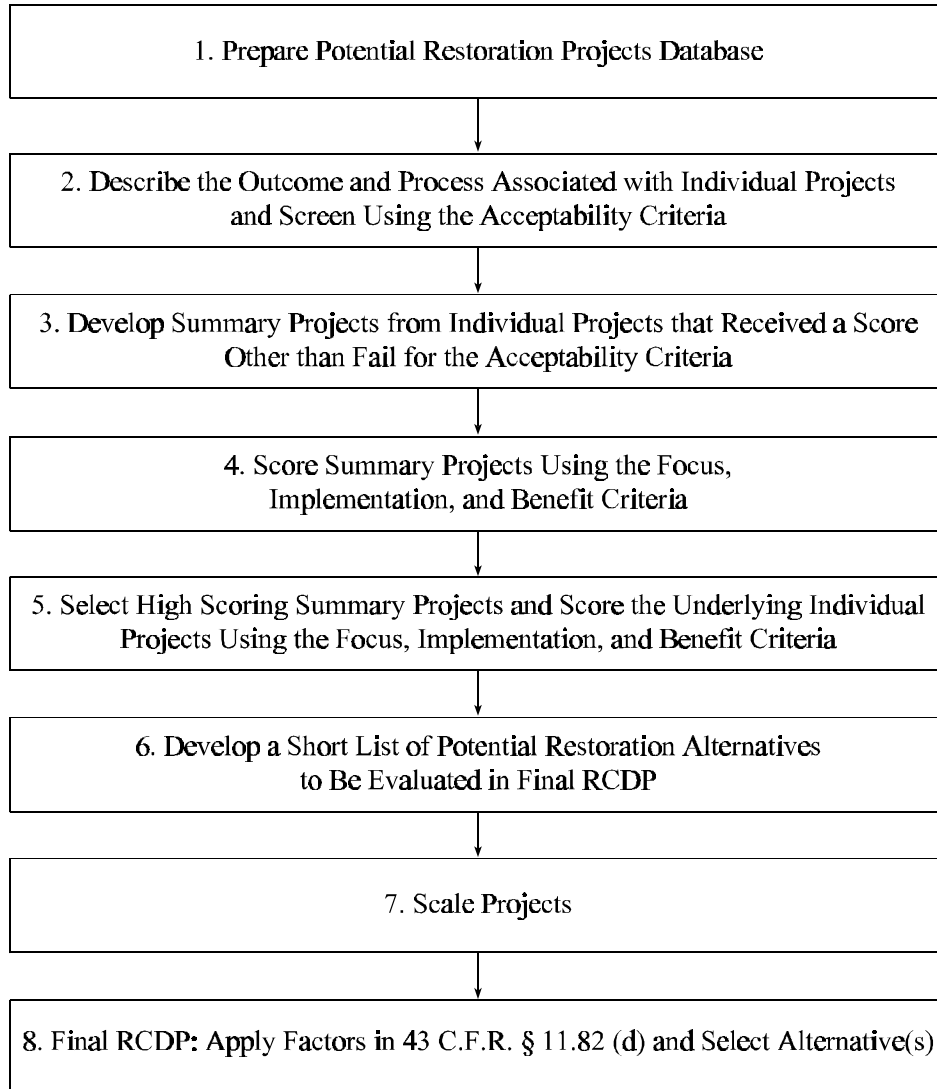 1. Prepare Potential Restoration Projects Database
2. Describe the Outcome and Process Associated with Individual Projects
and Screen Using the Acceptability Criteria
3. Develop Summary Projects from Individual Projects that Received a Score
Other than Fail for the Acceptability Criteria
4. Score Summary Projects Using the Focus,
Implementation, and Benefit Criteria
5. Select High Scoring Summary Projects and Score the Underlying Individual
Projects Using the Focus, Implementation, and Benefit Criteria
6. Develop a Short List of Potential Restoration Alternatives
to Be Evaluated in Final RCDP
7. Scale Projects
8. Final RCDP: Apply Factors in 43 C.F.R. § 11.82 (d) and Select Alternative(s)